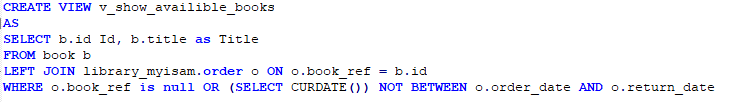 CREATE VIEW v_show_availible_books
AS
SELECT b.id Id, b.title as Title
FROM book b
LEFT JOIN library_myisam.order o ON o.book_ref = b.id
WHERE o.book_ref is null OR (SELECT CURDATE()) NOT BETWEEN o.order_date AND o.return_date